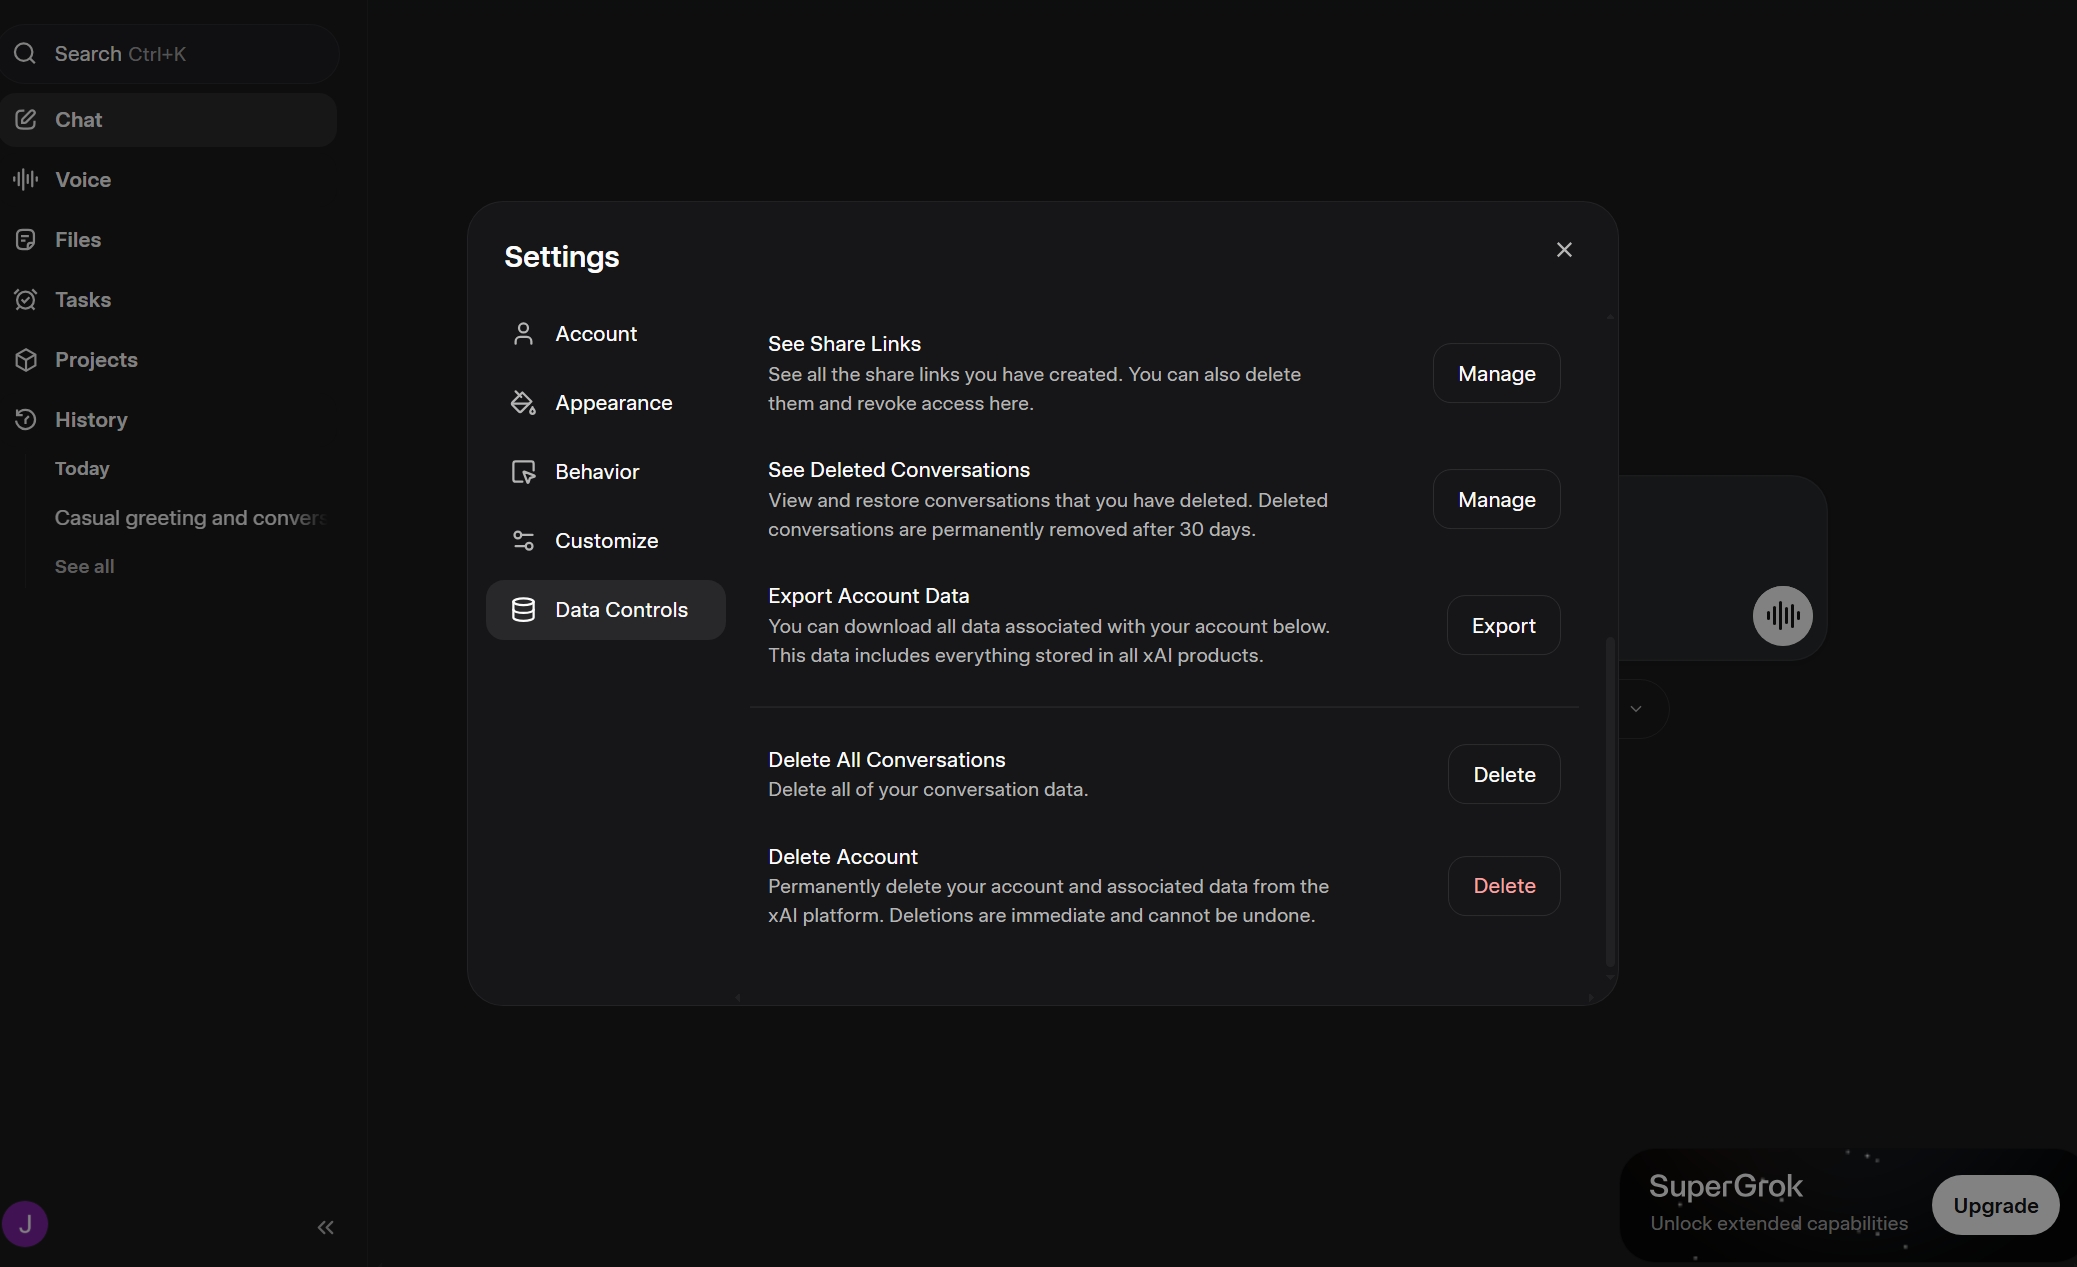 Search Ctrl+K
Chat
Voice
Files
Tasks
Projects
History
Today
Casual greeting and convers
See all
J
Settings
Account
Appearance
Behavior
Customize
Data Controls
See Share Links
See all the share links you have created. You can also delete
them and revoke access here.
Manage
See Deleted Conversations
View and restore conversations that you have deleted. Deleted
conversations are permanently removed after 30 days.
Manage
Export Account Data
You can download all data associated with your account below.
This data includes everything stored in all xAI products.
Export
Delete All Conversations
Delete all of your conversation data.
Delete
Delete Account
Permanently delete your account and associated data from the
xAI platform. Deletions are immediate and cannot be undone.
Delete
SuperGrok
Unlock extended capabilities
Upgrade